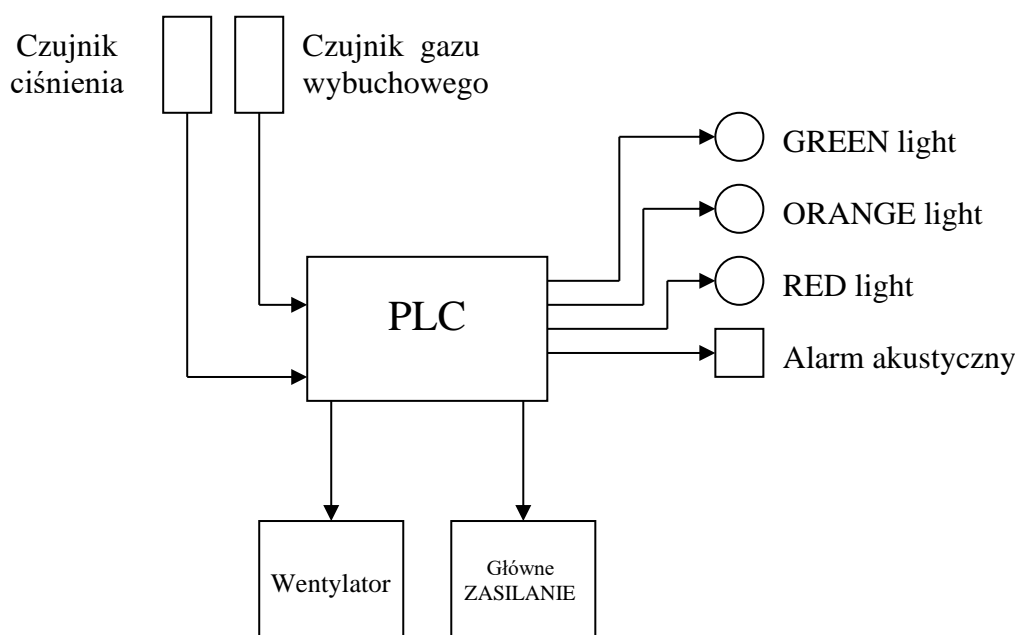 Czujnik
ciśnienia
Czujnik gazu
wybuchowego
GREEN light
ORANGE light
RED light
PLC
Alarm akustyczny
Wentylator
Główne
ZASILANIE